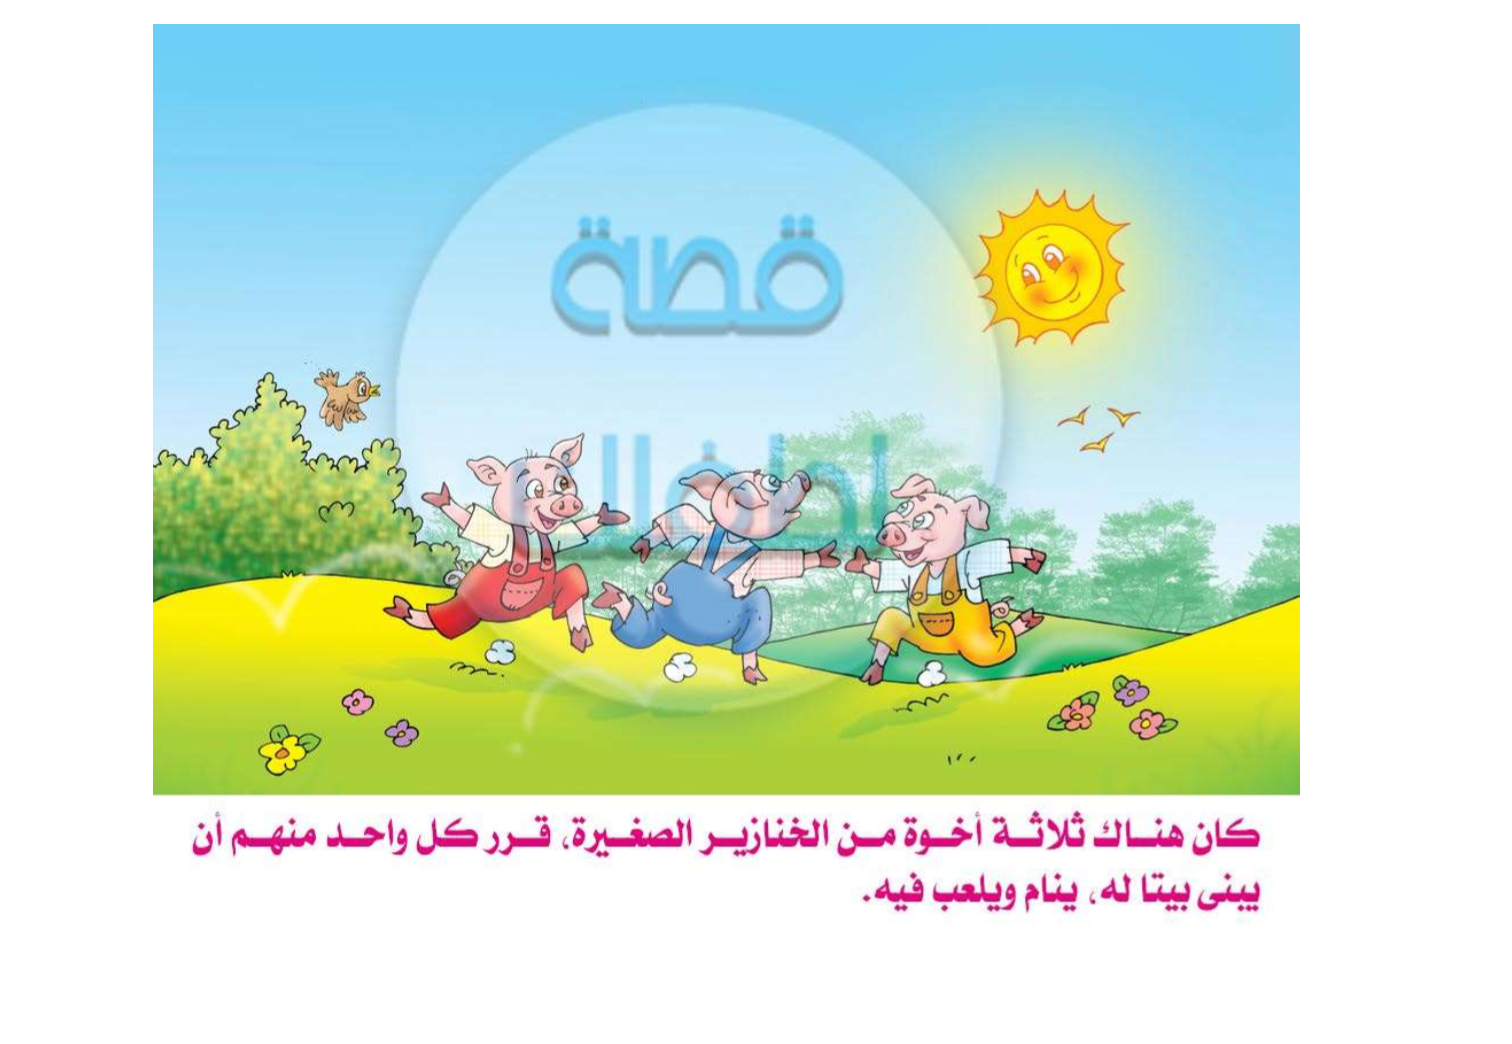 قصة
لطفال
كان هناك ثلاثة أخوة من الخنازير الصغيرة، قرر كل واحد منهم أن
يبنى بيتا له، ينام ويلعب فيه.